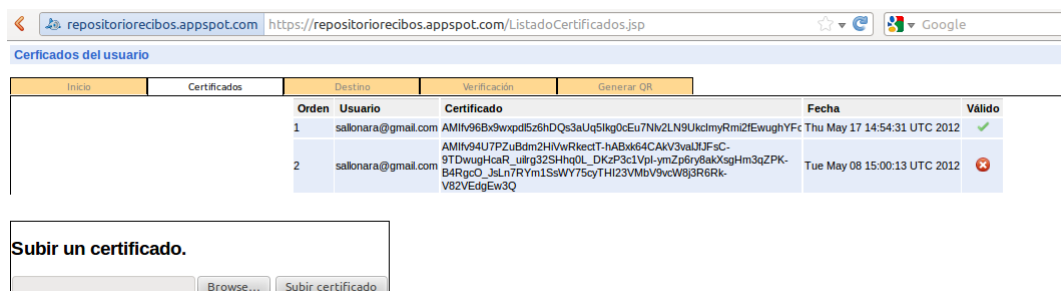 repositoriorecibos.appspot.com https://repositoriorecibos.appspot.com/ListadoCertificados.jsp Google
Cerficados del usuario
Inicio Certificados Destino Verificación Generar QR
Orden Usuario Certificado Fecha Válido
1 sallonara@gmail.com AMIfv96Bx9wxpdl5z6hDQs3aUq5Ikg0cEu7NIv2LN9UkclmyRmi2fEwughYFc Thu May 17 14:54:31 UTC 2012
AMIfv94U7PZuBdm2HiVwRkectT-hABxk64CAkV3valJfJFsC-
2 sallonara@gmail.com 9TDwugHcaR_uilrg32SHhq0L_DKzP3c1VpI-ymZp6ry8akXsgHm3qZPK- Tue May 08 15:00:13 UTC 2012
B4RgcO_JsLn7RYm1SsWY75cyTHI23VMbV9vcW8j3R6Rk-
V82VEdgEw3Q
Subir un certificado.
Browse... Subir certificado